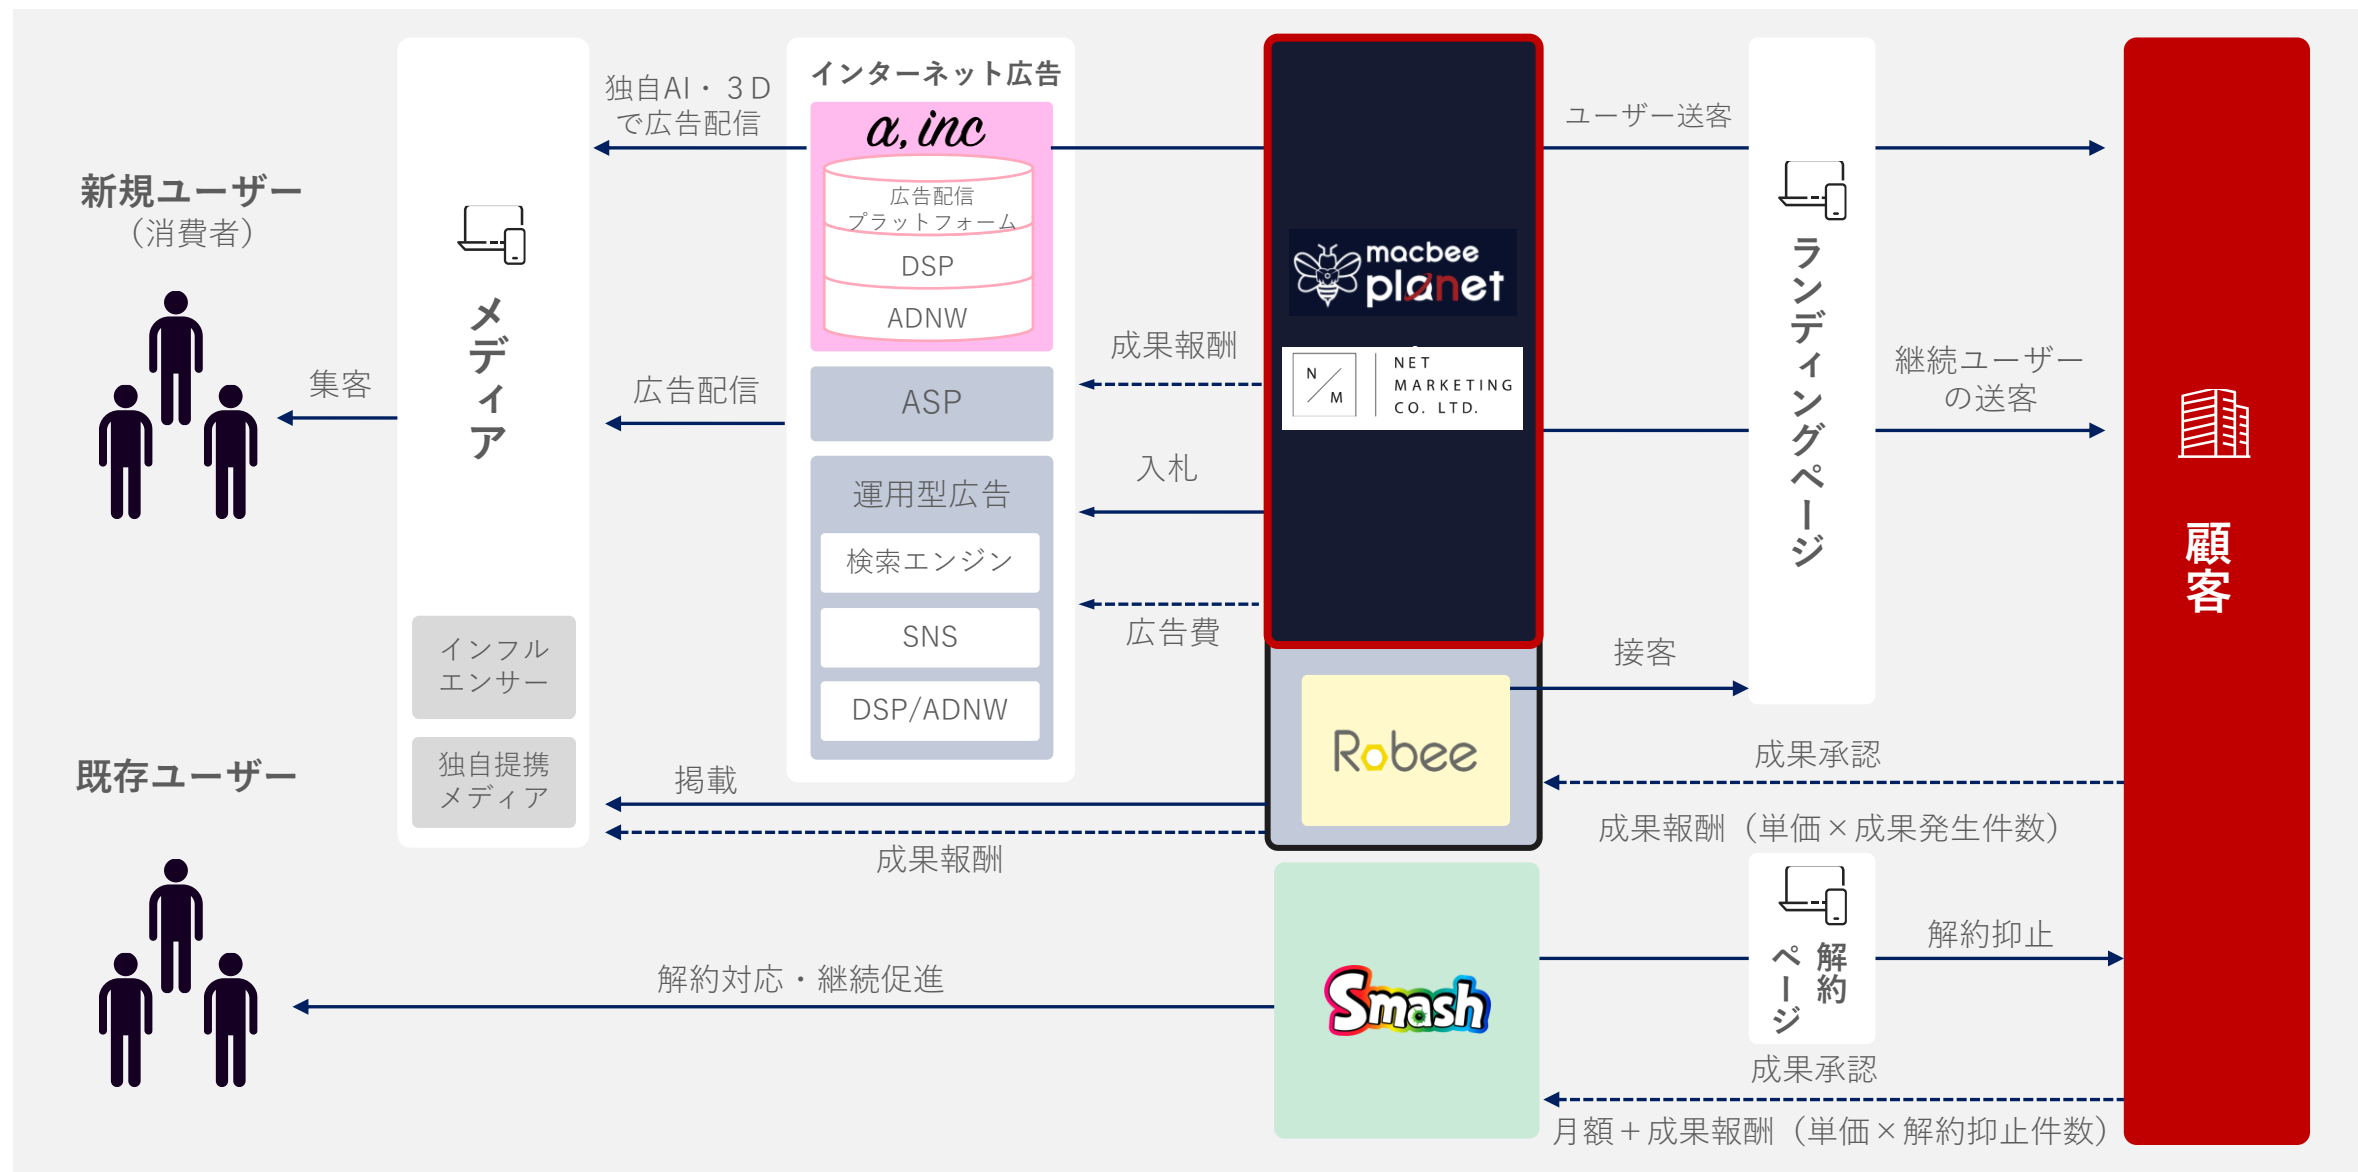 新規ユーザー
（消費者）
集客
既存ユーザー
メディア
インフル
エンサー
独自提携
メディア
独自AI・３D
で広告配信
広告配信
インターネット広告
α, inc
広告配信
プラットフォーム
DSP
ADNW
ASP
運用型広告
検索エンジン
SNS
DSP/ADNW
成果報酬
入札
広告費
掲載
成果報酬
解約対応・継続促進
macbee
planet
N/M
NET
MARKETING
CO. LTD.
Robee
Smash
ユーザー送客
ランディングページ
継続ユーザー
の送客
接客
成果承認
成果報酬（単価×成果発生件数）
解約
ページ
解約抑止
成果承認
月額＋成果報酬（単価×解約抑止件数）
顧客